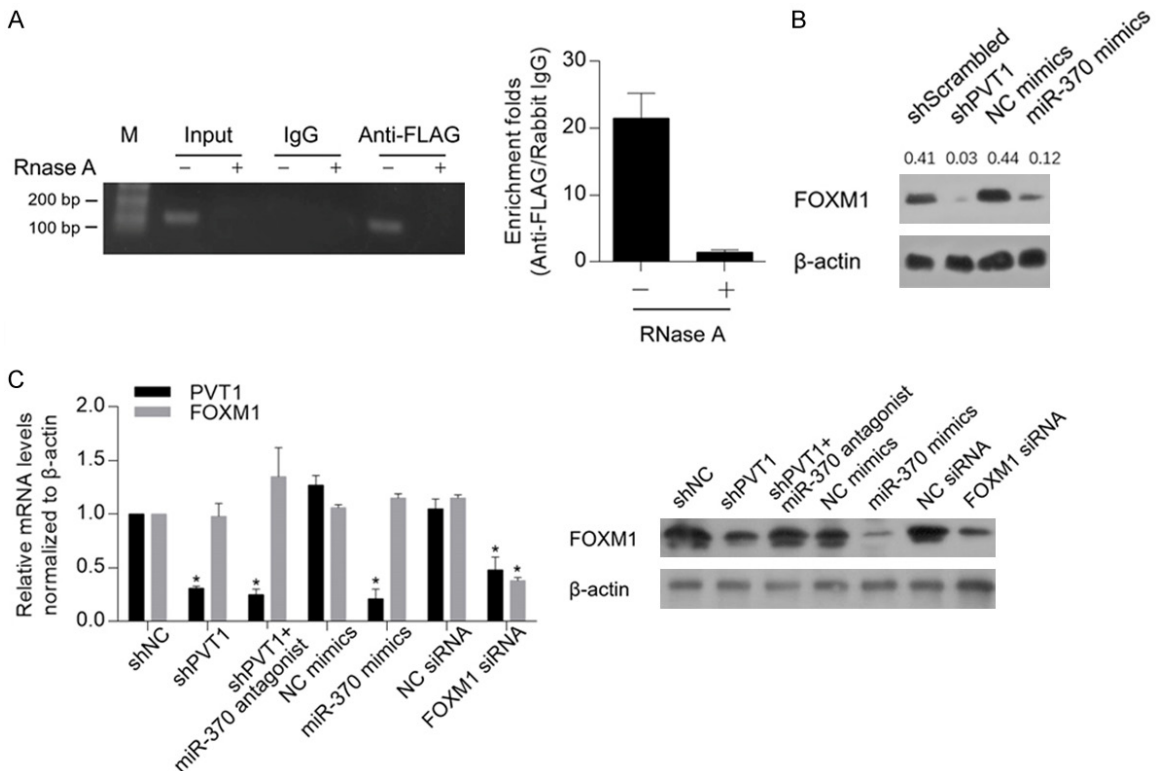 A
M Input IgG Anti-FLAG
Rnase A − + − + − +
200 bp
100 bp
Enrichment folds
(Anti-FLAG/Rabbit IgG)
30
20
10
0
− +
RNase A
B
shScrambled
shPVT1
NC mimics
miR-370 mimics
0.41 0.03 0.44 0.12
FOXM1
β-actin
C
PVT1
FOXM1
Relative mRNA levels
normalized to β-actin
2.0
1.5
1.0
0.5
0.0
* * * * *
shNC
shPVT1
shPVT1+
miR-370 antagonist
NC mimics
miR-370 mimics
NC siRNA
FOXM1 siRNA
shNC
shPVT1
shPVT1+
miR-370 antagonist
NC mimics
miR-370 mimics
NC siRNA
FOXM1 siRNA
FOXM1
β-actin